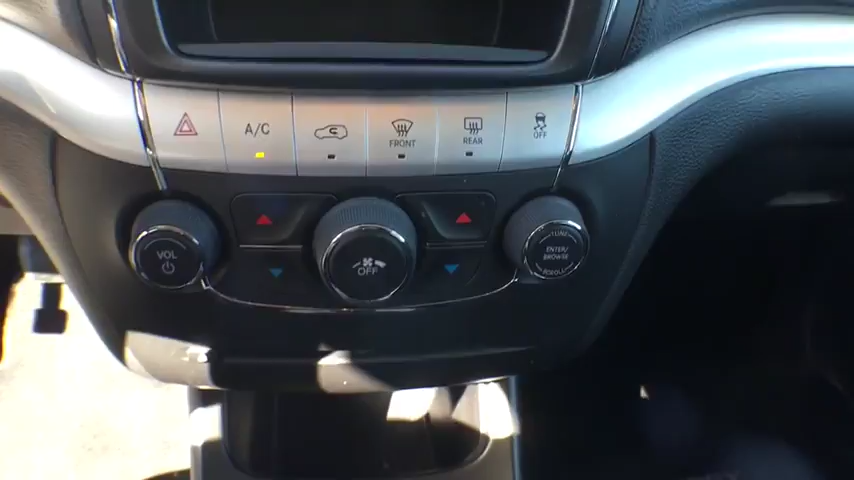 A/C
FRONT
REAR
OFF
VOL
OFF
TUNE
ENTER/
BROWSE
SCROLL